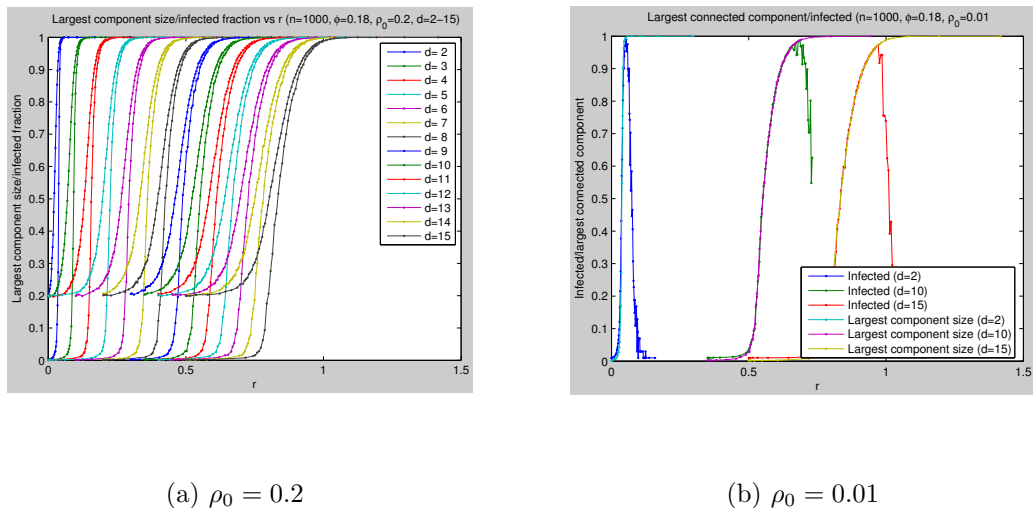 Largest component size/infected fraction vs r (n=1000, ϕ=0.18, ρ0=0.2, d=2−15)
Largest component size/infected fraction
1
0.9
0.8
0.7
0.6
0.5
0.4
0.3
0.2
0.1
0
0
0.5
1
1.5
r
d= 2
d= 3
d= 4
d= 5
d= 6
d= 7
d= 8
d= 9
d= 10
d= 11
d= 12
d= 13
d= 14
d= 15
(a) ρ0 = 0.2
Largest connected component/infected (n=1000, ϕ=0.18, ρ0=0.01
Infected/largest connected component
1
0.9
0.8
0.7
0.6
0.5
0.4
0.3
0.2
0.1
0
0
0.5
1
1.5
r
Infected (d=2)
Infected (d=10)
Infected (d=15)
Largest component size (d=2)
Largest component size (d=10)
Largest component size (d=15)
(b) ρ0 = 0.01